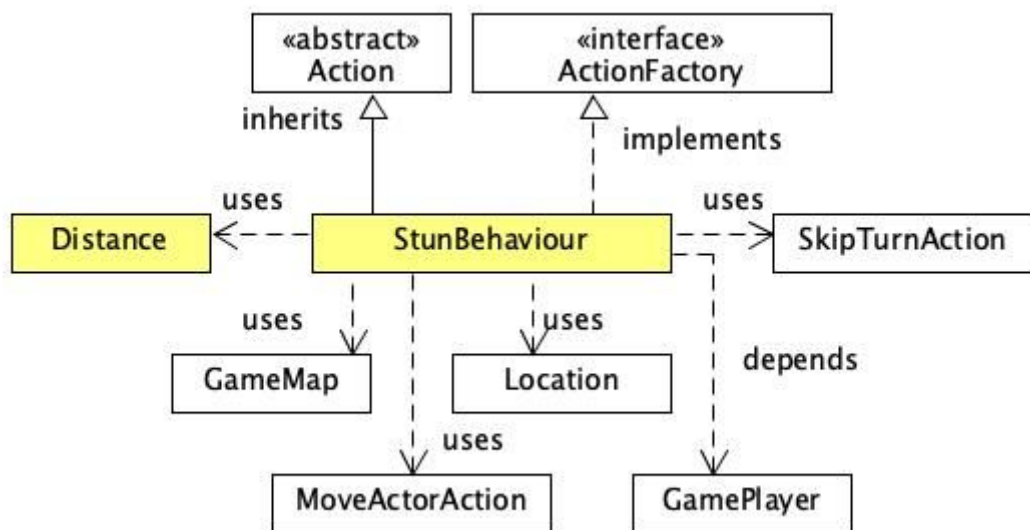 «abstract»
Action
«interface»
ActionFactory
inherits
implements
uses
uses
Distance
StunBehaviour
SkipTurnAction
uses
uses
GameMap
Location
depends
uses
MoveActorAction
GamePlayer